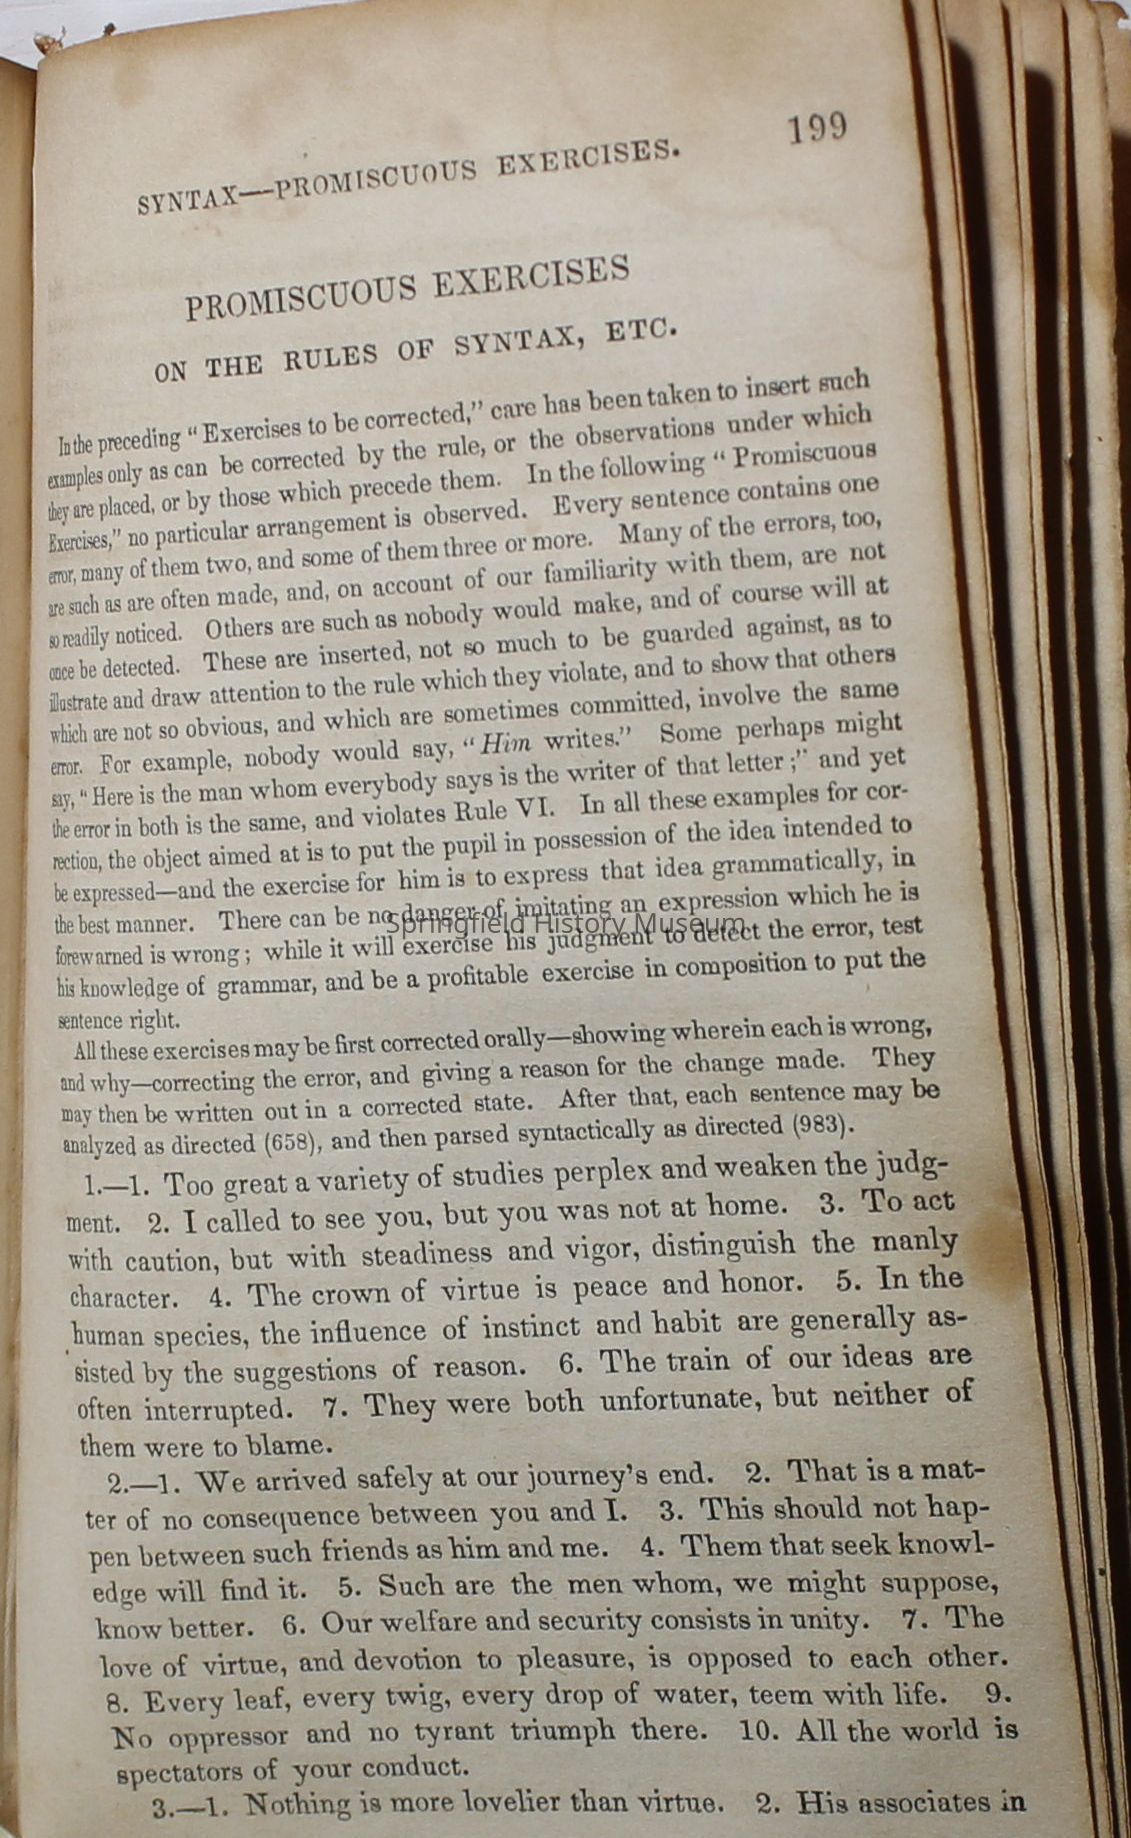 199
SYNTAX—PROMISCUOUS EXERCISES.
PROMISCUOUS EXERCISES
ON THE RULES OF SYNTAX, ETC.
In the preceding “Exercises to be corrected,” care has been taken to insert such
examples only as can be corrected by the rule, or the observations under which
they are placed, or by those which precede them. In the following “Promiscuous
Exercises,” no particular arrangement is observed. Every sentence contains one
error, many of them two, and some of them three or more. Many of the errors, too,
are such as are often made, and, on account of our familiarity with them, are not
so readily noticed. Others are such as nobody would make, and of course will at
once be detected. These are inserted, not so much to be guarded against, as to
illustrate and draw attention to the rule which they violate, and to show that others
which are not so obvious, and which are sometimes committed, involve the same
error. For example, nobody would say, “Him writes.” Some perhaps might
say, “Here is the man whom everybody says is the writer of that letter;” and yet
the error in both is the same, and violates Rule VI. In all these examples for cor-
rection, the object aimed at is to put the pupil in possession of the idea intended to
be expressed—and the exercise for him is to express that idea grammatically, in
the best manner. There can be no danger of imitating an expression which he is
forewarned is wrong; while it will exercise his judgment to detect the error, test
his knowledge of grammar, and be a profitable exercise in composition to put the
sentence right.
All these exercises may be first corrected orally—showing wherein each is wrong,
and why—correcting the error, and giving a reason for the change made. They
may then be written out in a corrected state. After that, each sentence may be
analyzed as directed (658), and then parsed syntactically as directed (983).
1.—1. Too great a variety of studies perplex and weaken the judg-
ment. 2. I called to see you, but you was not at home. 3. To act
with caution, but with steadiness and vigor, distinguish the manly
character. 4. The crown of virtue is peace and honor. 5. In the
human species, the influence of instinct and habit are generally as-
sisted by the suggestions of reason. 6. The train of our ideas are
often interrupted. 7. They were both unfortunate, but neither of
them were to blame.
2.—1. We arrived safely at our journey’s end. 2. That is a mat-
ter of no consequence between you and I. 3. This should not hap-
pen between such friends as him and me. 4. Them that seek knowl-
edge will find it. 5. Such are the men whom, we might suppose,
know better. 6. Our welfare and security consists in unity. 7. The
love of virtue, and devotion to pleasure, is opposed to each other.
8. Every leaf, every twig, every drop of water, teem with life. 9.
No oppressor and no tyrant triumph there. 10. All the world is
spectators of your conduct.
3.—1. Nothing is more lovelier than virtue. 2. His associates in
Springfield History Museum